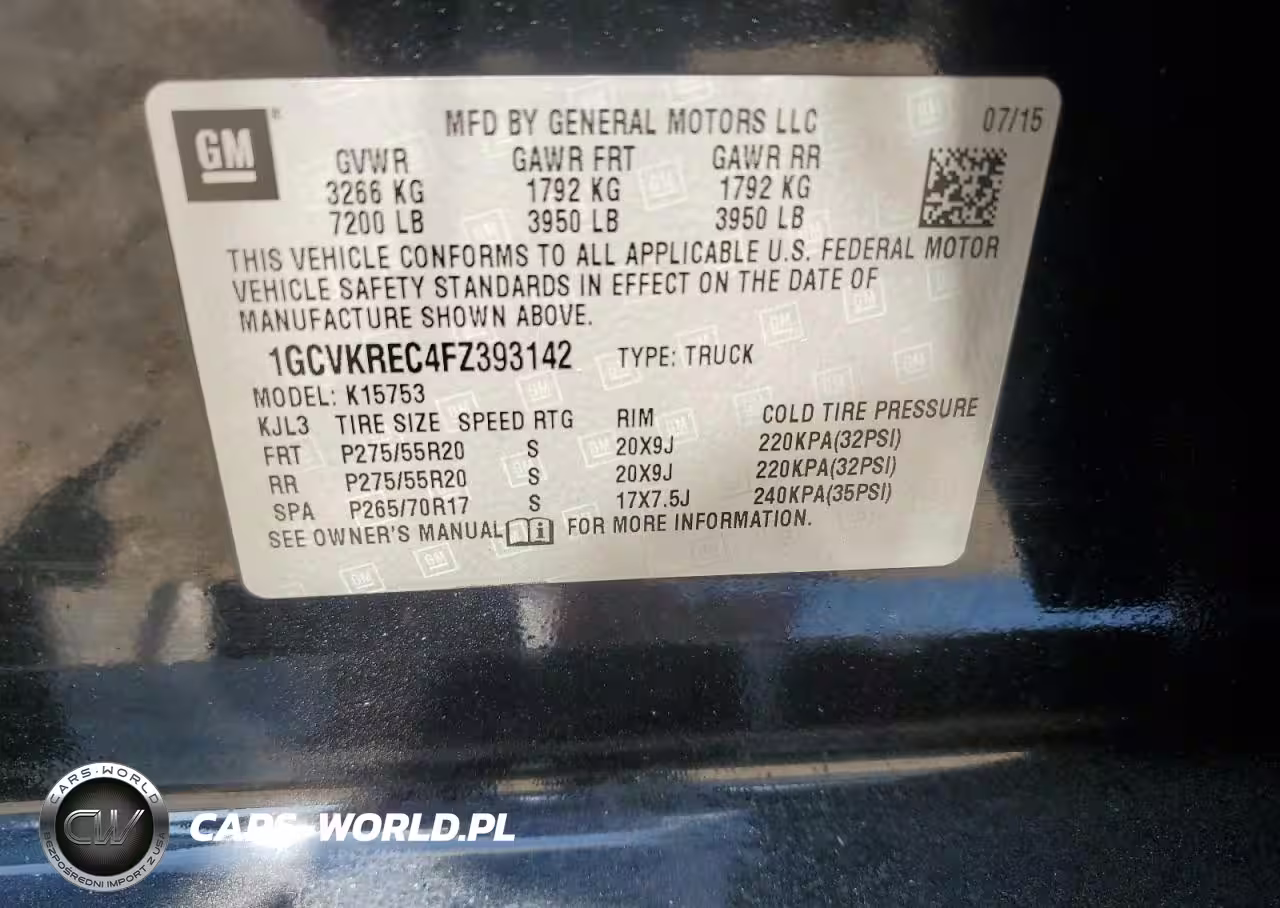 GM
MFD BY GENERAL MOTORS LLC 07/15
GVWR GAWR FRT GAWR RR
3266 KG 1792 KG 1792 KG
7200 LB 3950 LB 3950 LB
THIS VEHICLE CONFORMS TO ALL APPLICABLE U.S. FEDERAL MOTOR
VEHICLE SAFETY STANDARDS IN EFFECT ON THE DATE OF
MANUFACTURE SHOWN ABOVE.
1GCVKREC4FZ393142 TYPE: TRUCK
MODEL: K15753
KJL3 TIRE SIZE SPEED RTG RIM COLD TIRE PRESSURE
FRT P275/55R20 S 20X9J 220KPA(32PSI)
RR P275/55R20 S 20X9J 220KPA(32PSI)
SPA P265/70R17 S 17X7.5J 240KPA(35PSI)
SEE OWNER'S MANUAL FOR MORE INFORMATION.
CARS-WORLD
CW
BEZPOŚREDNI IMPORT Z USA
CARS-WORLD.PL